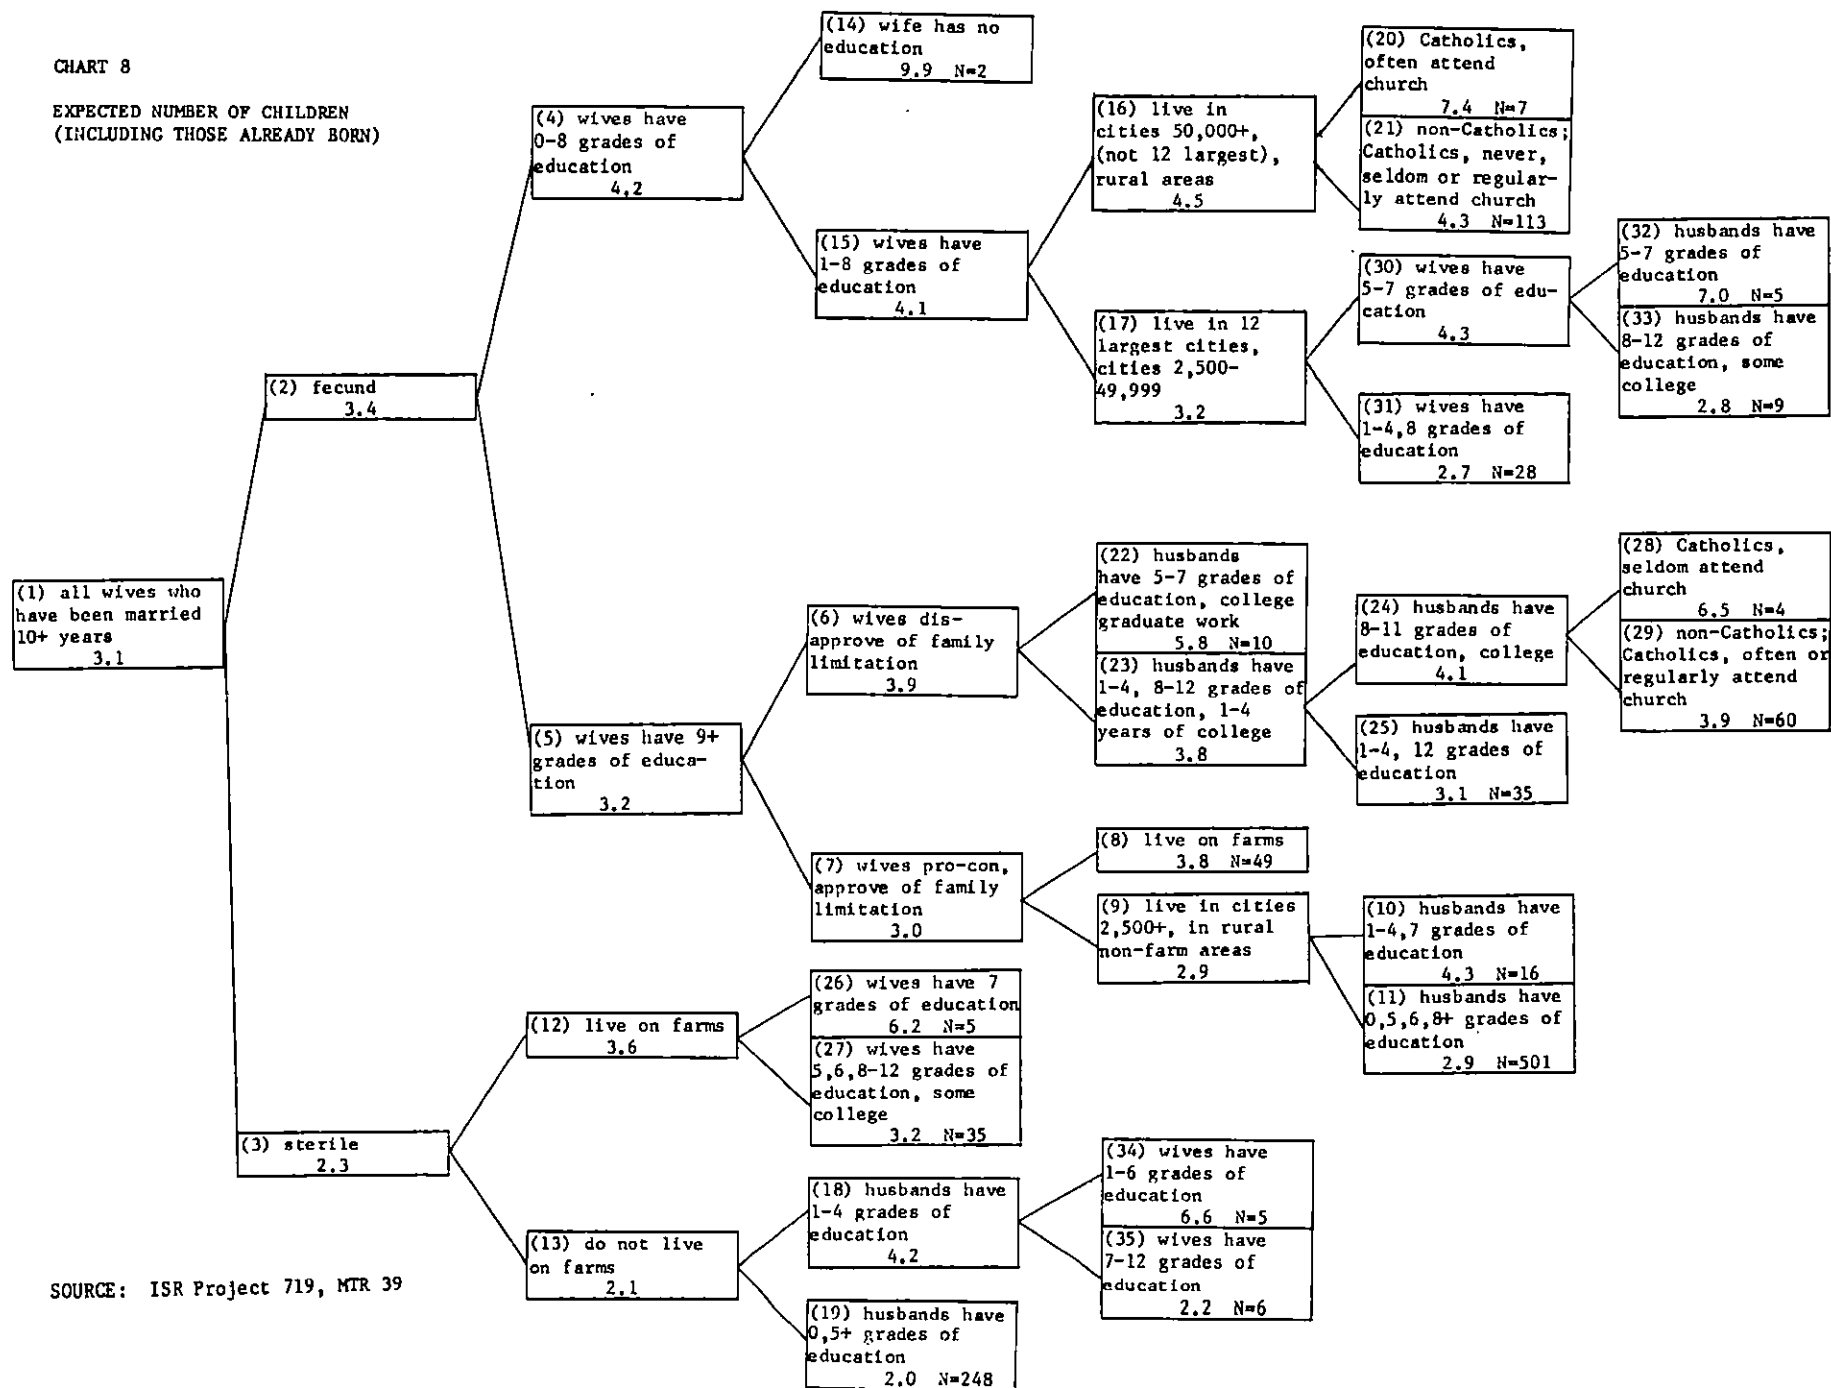 CHART 8
EXPECTED NUMBER OF CHILDREN
(INCLUDING THOSE ALREADY BORN)
(1) all wives who
have been married
10+ years
3.1
(2) fecund
3.4
(3) sterile
2.3
(4) wives have
0-8 grades of
education
4.2
(5) wives have 9+
grades of educa-
tion
3.2
(12) live on farms
3.6
(13) do not live
on farms
2.1
(14) wife has no
education
9.9 N=2
(15) wives have
1-8 grades of
education
4.1
(6) wives dis-
approve of family
limitation
3.9
(7) wives pro-con,
approve of family
limitation
3.0
(26) wives have 7
grades of education
6.2 N=5
(27) wives have
5,6,8-12 grades of
education, some
college
3.2 N=35
(18) husbands have
1-4 grades of
education
4.2
(19) husbands have
0,5+ grades of
education
2.0 N=248
(16) live in
cities 50,000+,
(not 12 largest),
rural areas
4.5
(17) live in 12
largest cities,
cities 2,500-
49,999
3.2
(22) husbands
have 5-7 grades of
education, college
graduate work
5.8 N=10
(23) husbands have
1-4, 8-12 grades of
education, 1-4
years of college
3.8
(8) live on farms
3.8 N=49
(9) live in cities
2,500+, in rural
non-farm areas
2.9
(34) wives have
1-6 grades of
education
6.6 N=5
(35) wives have
7-12 grades of
education
2.2 N=6
(20) Catholics,
often attend
church
7.4 N=7
(21) non-Catholics;
Catholics, never,
seldom or regular-
ly attend church
4.3 N=113
(30) wives have
5-7 grades of edu-
cation
4.3
(31) wives have
1-4,8 grades of
education
2.7 N=28
(24) husbands have
8-11 grades of
education, college
4.1
(25) husbands have
1-4, 12 grades of
education
3.1 N=35
(10) husbands have
1-4,7 grades of
education
4.3 N=16
(11) husbands have
0,5,6,8+ grades of
education
2.9 N=501
(32) husbands have
5-7 grades of
education
7.0 N=5
(33) husbands have
8-12 grades of
education, some
college
2.8 N=9
(28) Catholics,
seldom attend
church
6.5 N=4
(29) non-Catholics;
Catholics, often or
regularly attend
church
3.9 N=60
SOURCE: ISR Project 719, MTR 39